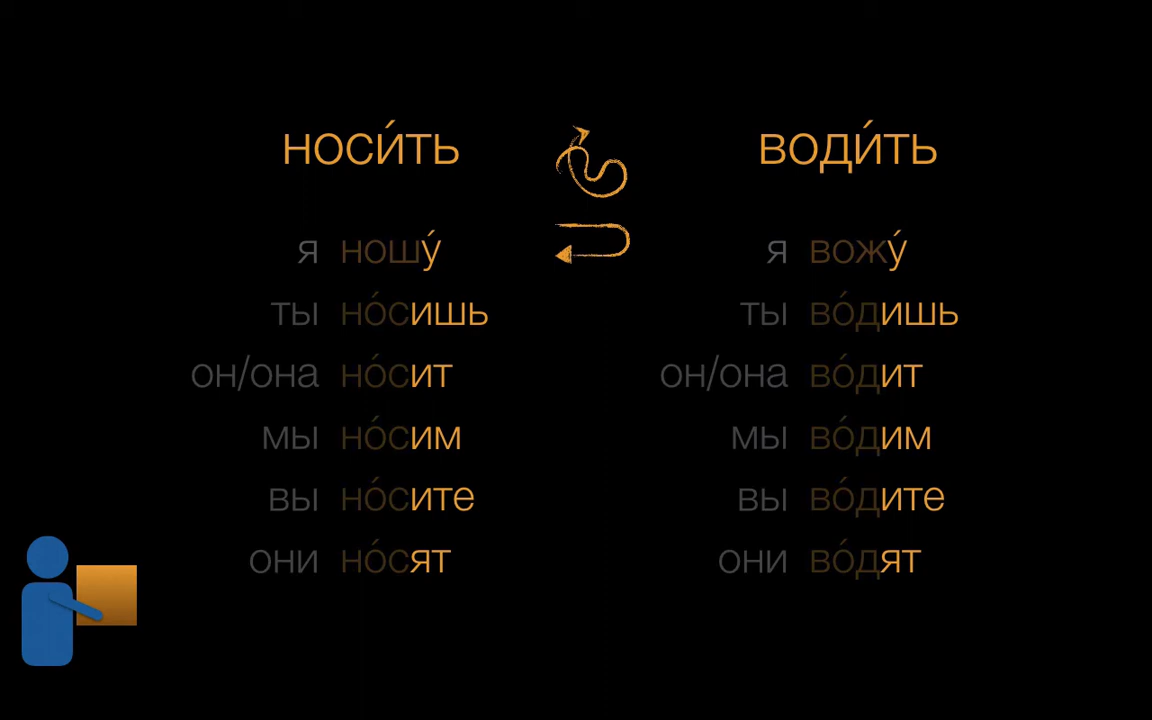 носи́ть води́ть
я ношу́ я вожу́
ты но́сишь ты во́дишь
он/она но́сит он/она во́дит
мы но́сим мы во́дим
вы но́сите вы во́дите
они но́сят они во́дят